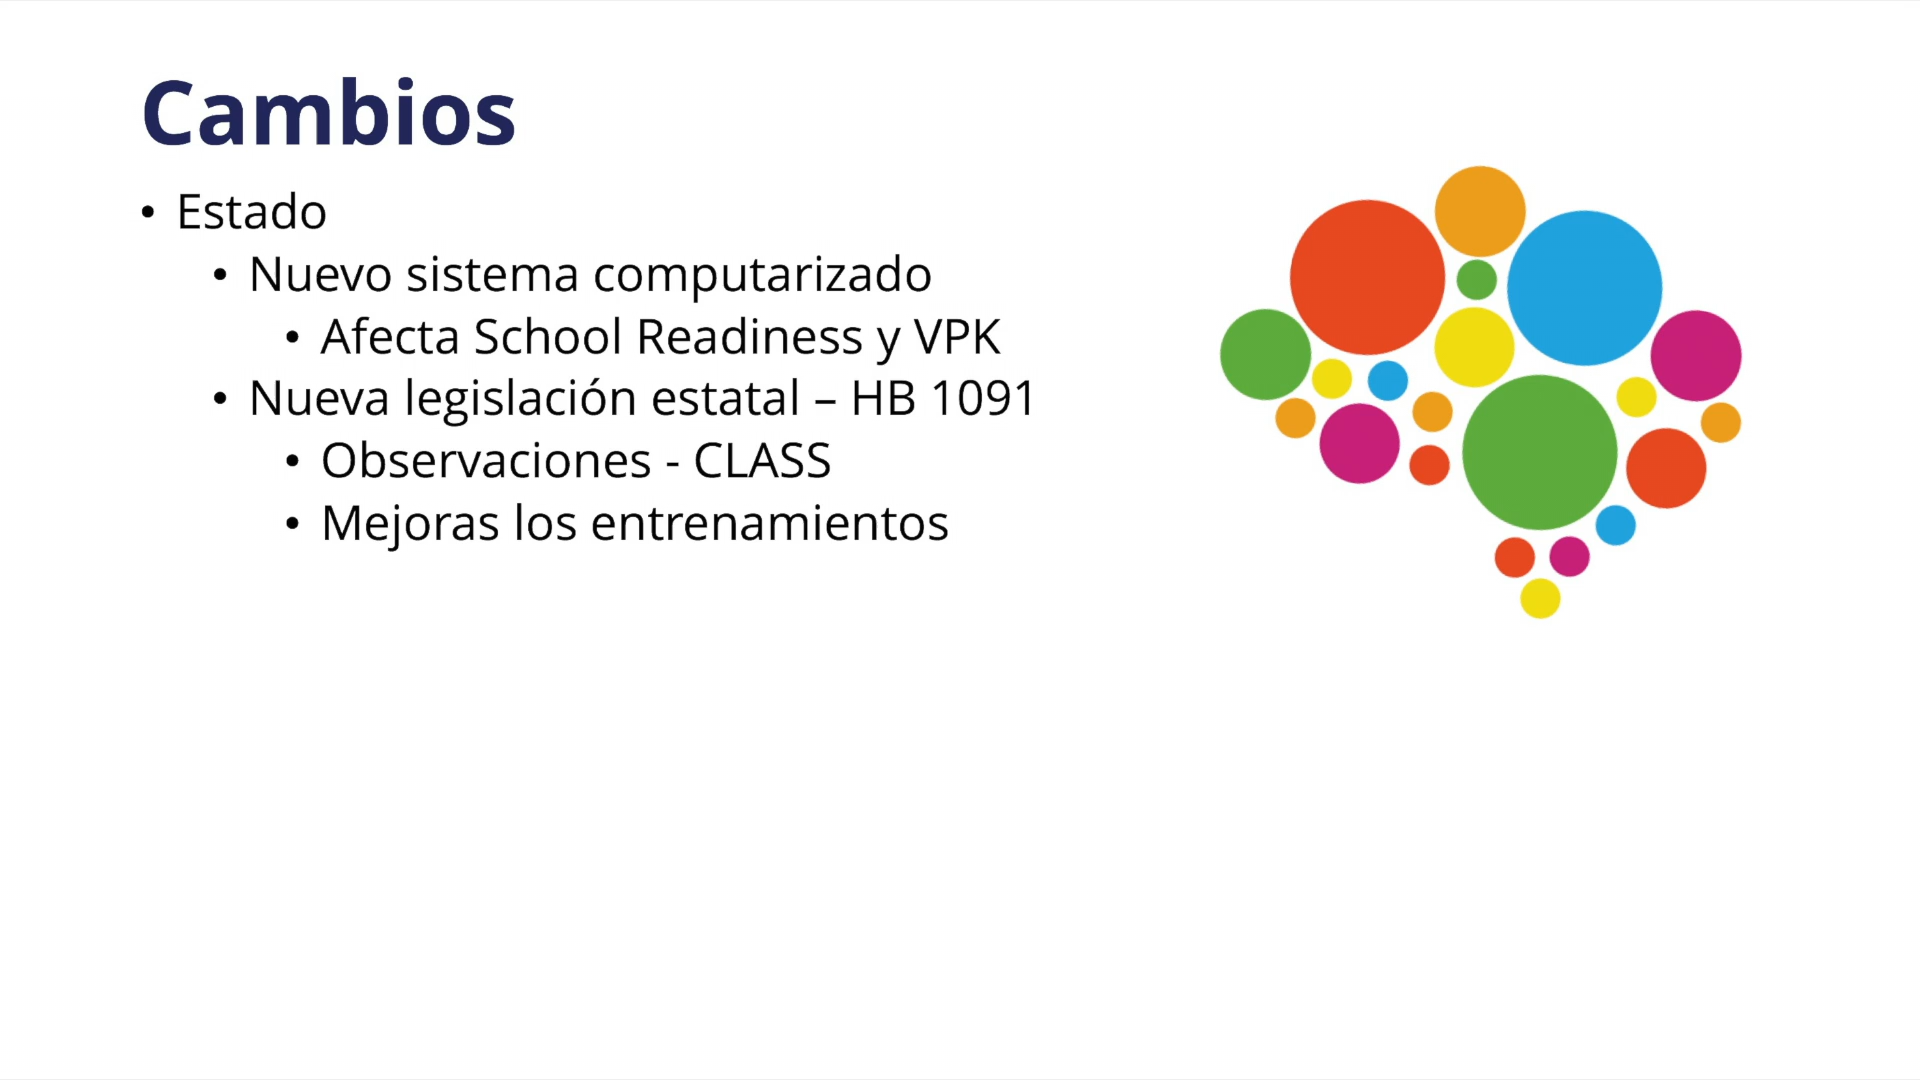 Cambios
• Estado
• Nuevo sistema computarizado
• Afecta School Readiness y VPK
• Nueva legislación estatal – HB 1091
• Observaciones - CLASS
• Mejoras los entrenamientos